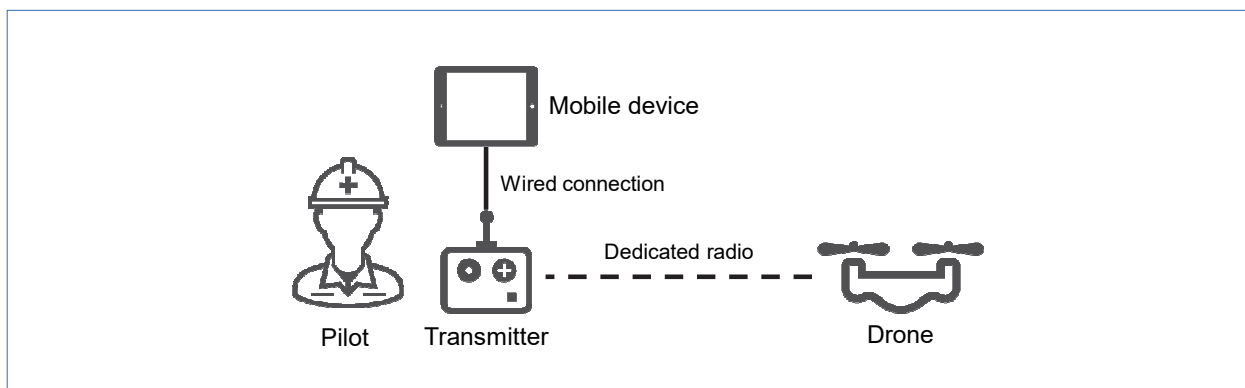 Mobile device
Wired connection
Dedicated radio
Pilot
Transmitter
Drone